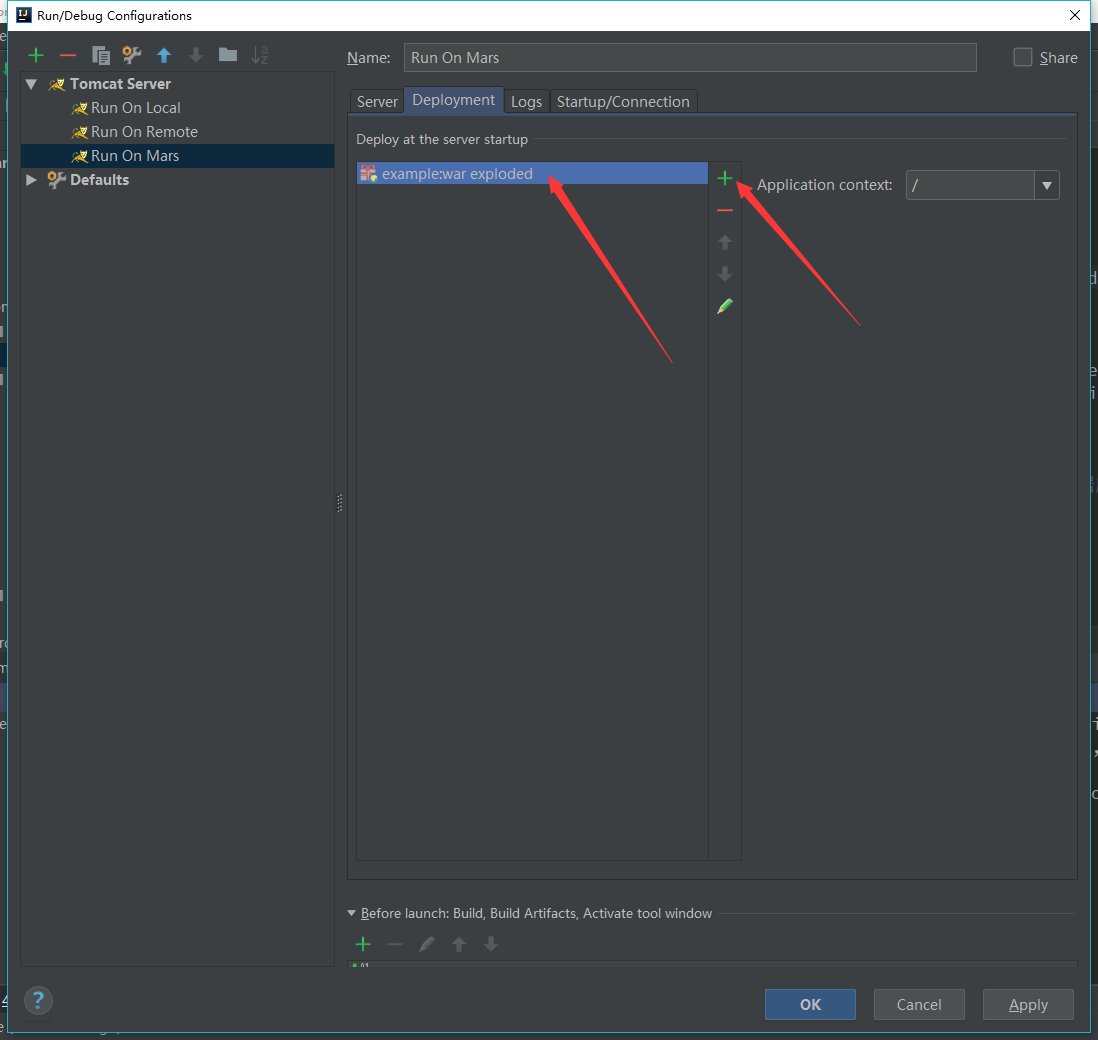 Run/Debug Configurations
Name: Run On Mars Share
Tomcat Server
Run On Local
Run On Remote
Run On Mars
Defaults
Server Deployment Logs Startup/Connection
Deploy at the server startup
example:war exploded
Application context: /
Before launch: Build, Build Artifacts, Activate tool window
? OK Cancel Apply